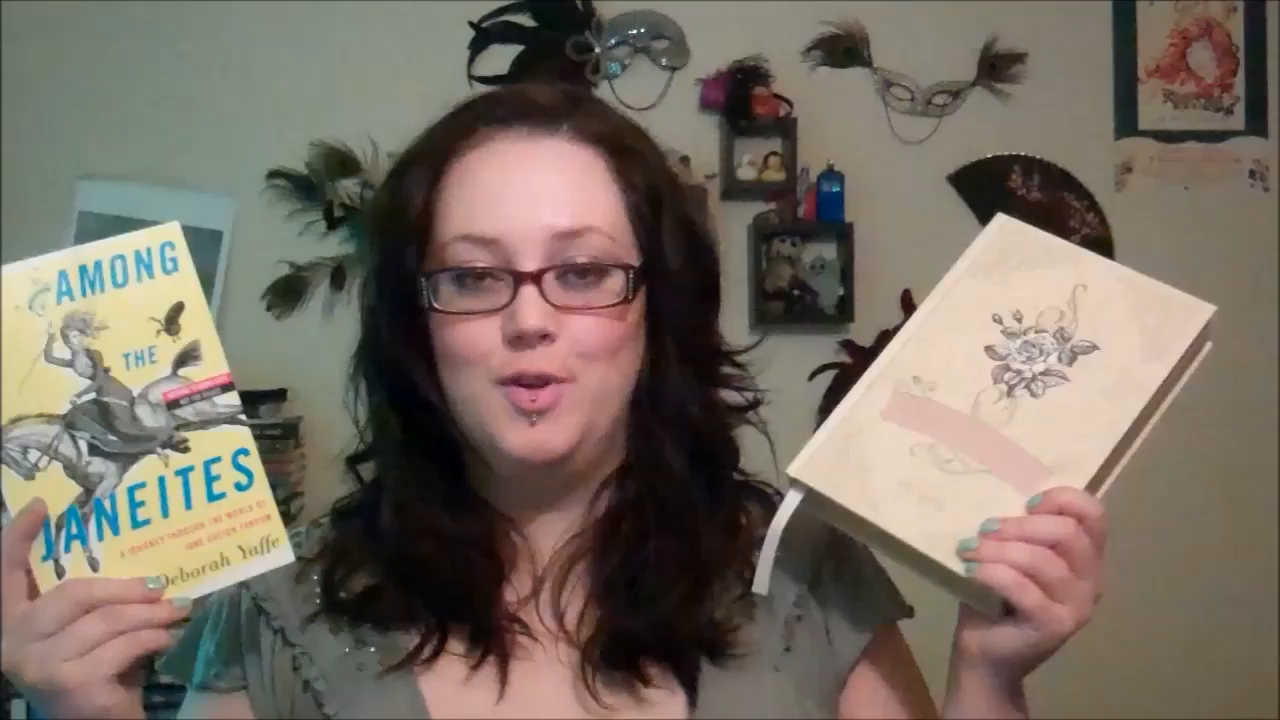 AMONG
THE
JANEITES
A JOURNEY THROUGH THE WORLD OF
JANE AUSTEN FANDOM
Deborah Yaffe